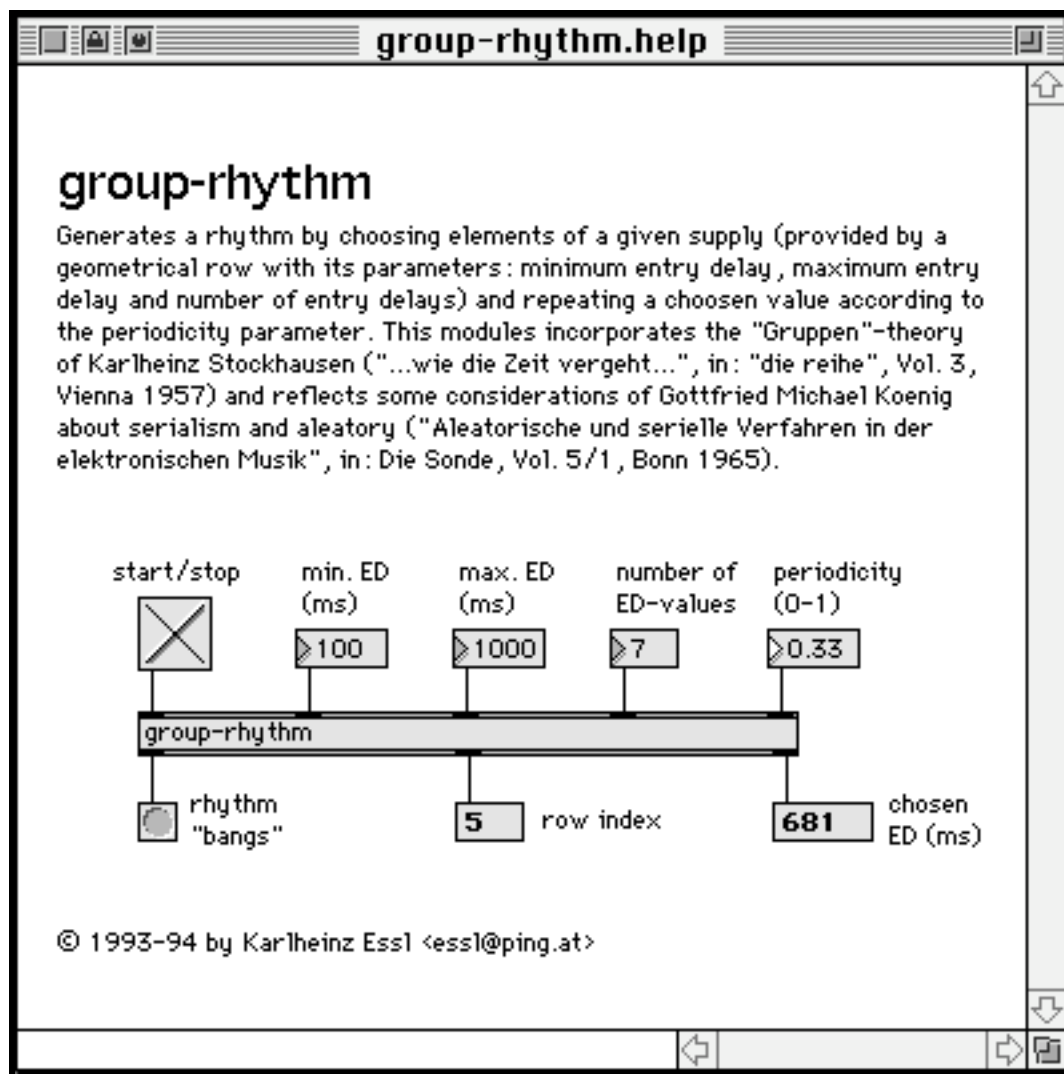 group-rhythm.help
group-rhythm
Generates a rhythm by choosing elements of a given supply (provided by a
geometrical row with its parameters: minimum entry delay, maximum entry
delay and number of entry delays) and repeating a choosen value according to
the periodicity parameter. This modules incorporates the "Gruppen"-theory
of Karlheinz Stockhausen ("...wie die Zeit vergeht...", in: "die reihe", Vol. 3,
Vienna 1957) and reflects some considerations of Gottfried Michael Koenig
about serialism and aleatory ("Aleatorische und serielle Verfahren in der
elektronischen Musik", in: Die Sonde, Vol. 5/1, Bonn 1965).
start/stop min. ED max. ED number of periodicity
(ms) (ms) ED-values (0-1)
100 1000 7 0.33
group-rhythm
rhythm chosen
5 row index 681
"bangs" ED (ms)
© 1993-94 by Karlheinz Essl <essl@ping.at>